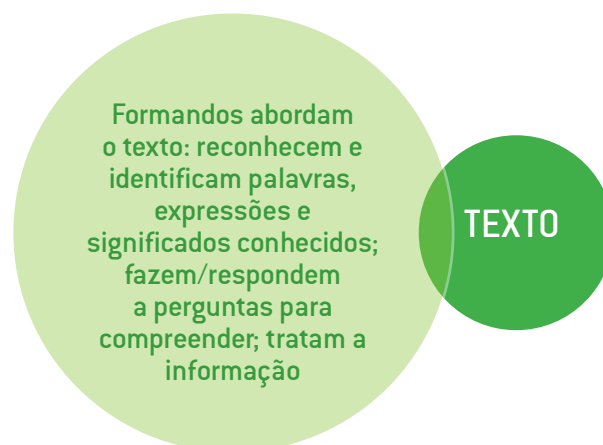 Formandos abordam
o texto: reconhecem e
identificam palavras,
expressões e
significados conhecidos;
fazem/respondem
a perguntas para
compreender; tratam a
informação
TEXTO